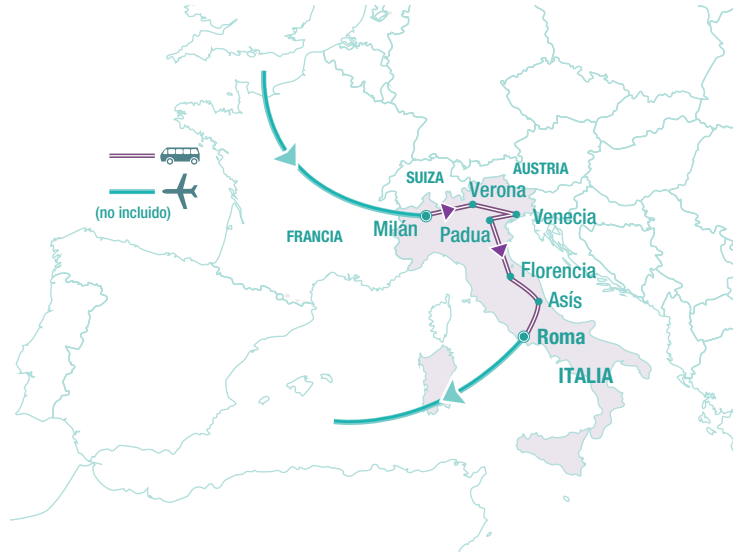 AUSTRIA
SUIZA
Verona
(no incluido)
Milán
Padua
Venecia
FRANCIA
Florencia
Asís
Roma
ITALIA